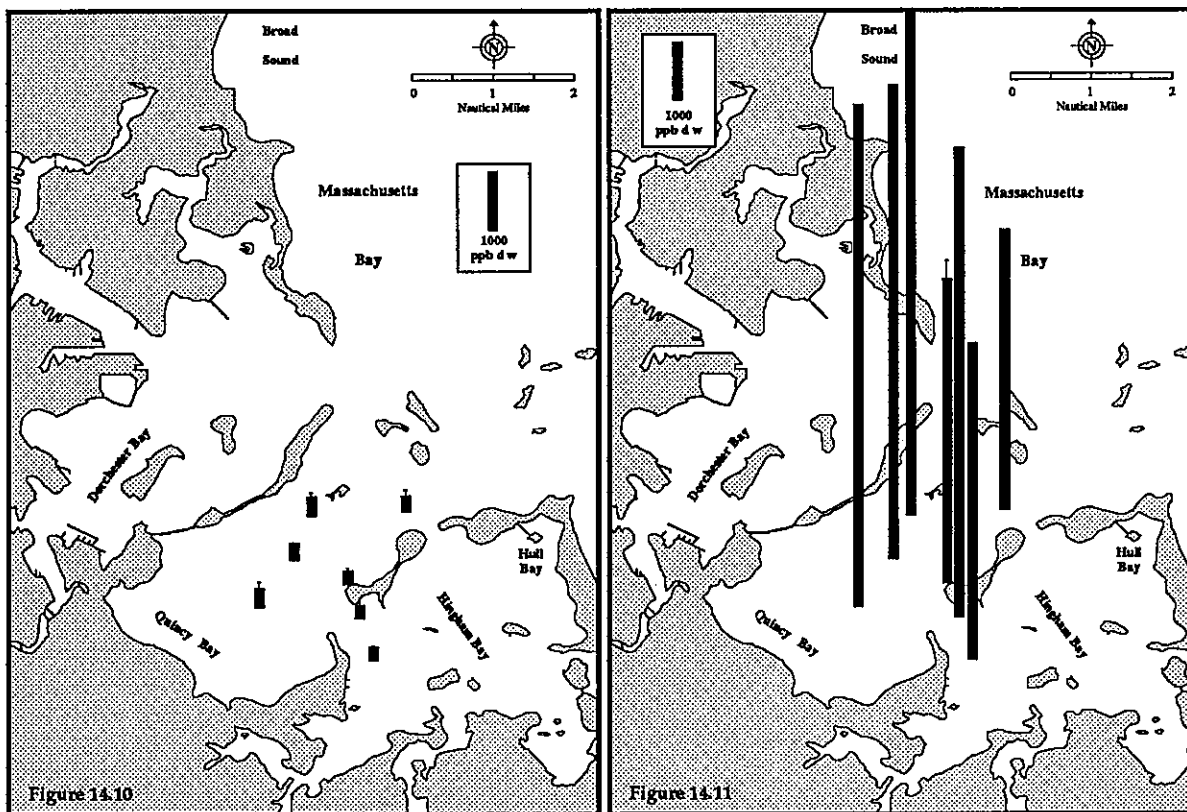 Broad
Sound
N
0 1 2
Nautical Miles
1000
ppb d w
Massachusetts
Bay
Dorchester Bay
Quincy Bay
Hull
Bay
Hingham Bay
Figure 14.10
Broad
Sound
N
0 1 2
Nautical Miles
1000
ppb d w
Massachusetts
Bay
Dorchester Bay
Quincy Bay
Hull
Bay
Hingham Bay
Figure 14.11